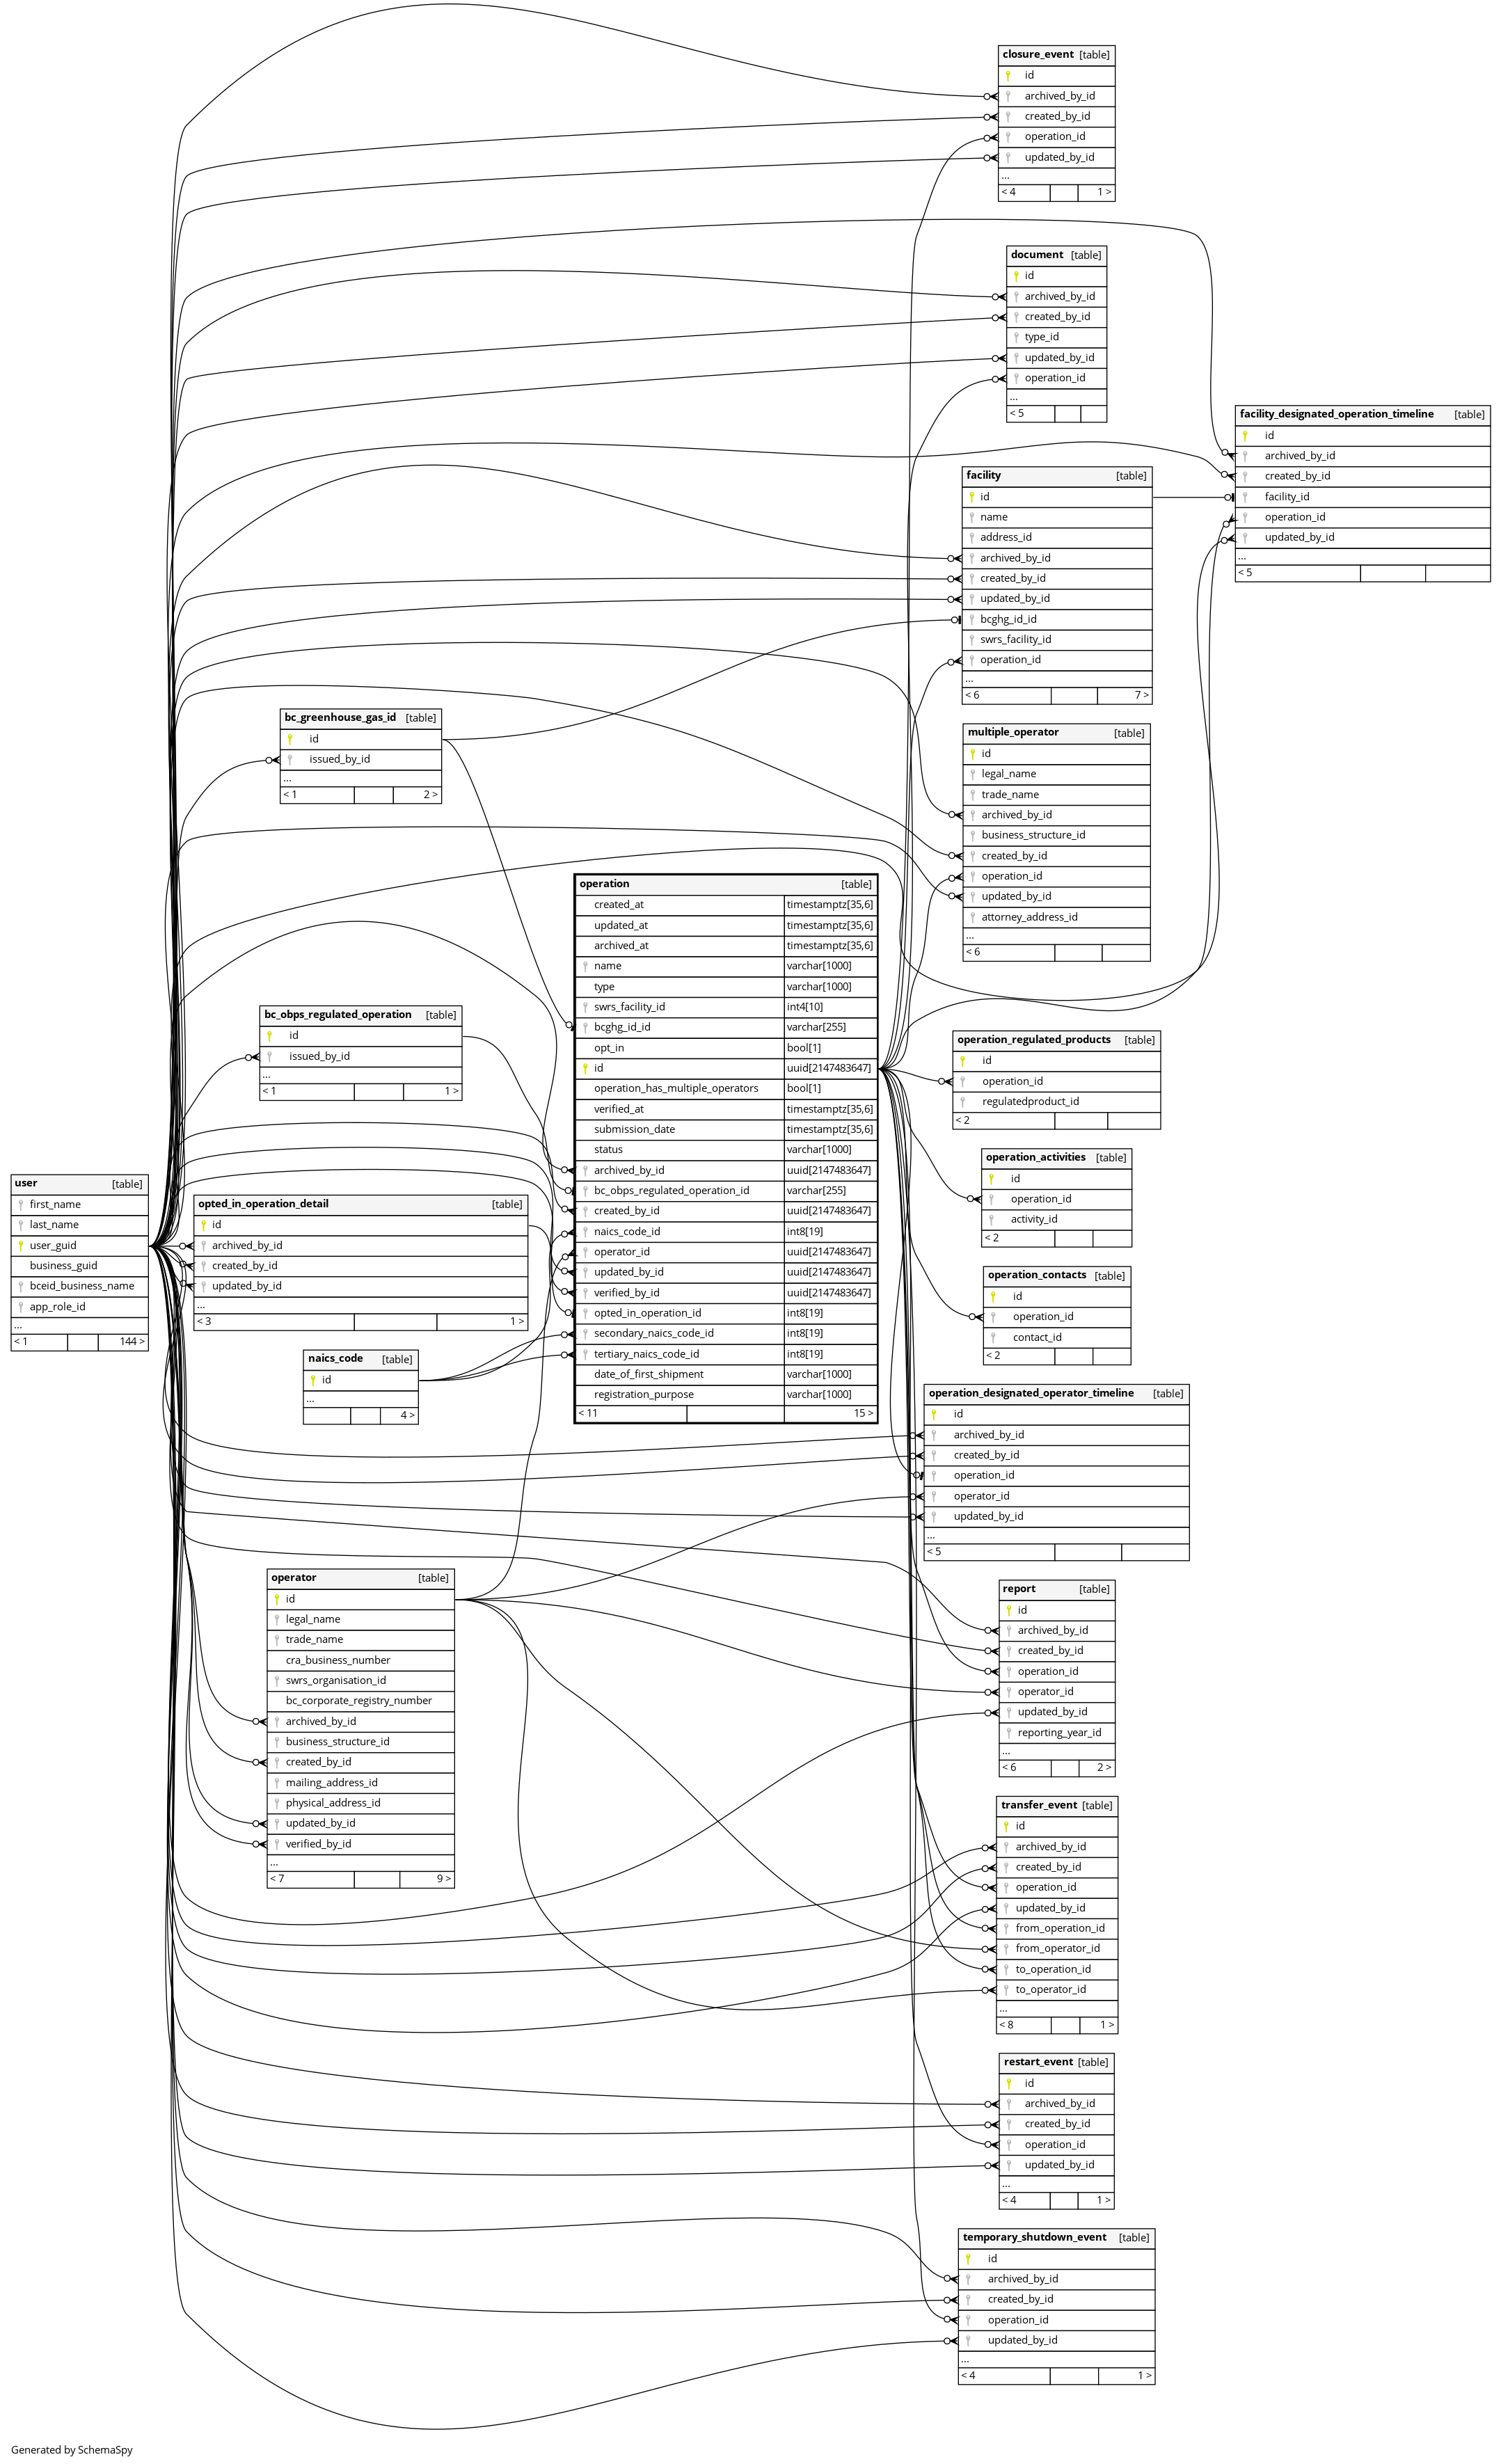 closure_event [table]
id
archived_by_id
created_by_id
operation_id
updated_by_id
...
< 4 1 >
document [table]
id
archived_by_id
created_by_id
type_id
updated_by_id
operation_id
...
< 5
facility_designated_operation_timeline [table]
id
archived_by_id
created_by_id
facility_id
operation_id
updated_by_id
...
< 5
facility [table]
id
name
address_id
archived_by_id
created_by_id
updated_by_id
bcghg_id_id
swrs_facility_id
operation_id
...
< 6 7 >
bc_greenhouse_gas_id [table]
id
issued_by_id
...
< 1 2 >
multiple_operator [table]
id
legal_name
trade_name
archived_by_id
business_structure_id
created_by_id
operation_id
updated_by_id
attorney_address_id
...
< 6
operation [table]
created_at timestamptz[35,6]
updated_at timestamptz[35,6]
archived_at timestamptz[35,6]
name varchar[1000]
type varchar[1000]
swrs_facility_id int4[10]
bcghg_id_id varchar[255]
opt_in bool[1]
id uuid[2147483647]
operation_has_multiple_operators bool[1]
verified_at timestamptz[35,6]
submission_date timestamptz[35,6]
status varchar[1000]
archived_by_id uuid[2147483647]
bc_obps_regulated_operation_id varchar[255]
created_by_id uuid[2147483647]
naics_code_id int8[19]
operator_id uuid[2147483647]
updated_by_id uuid[2147483647]
verified_by_id uuid[2147483647]
opted_in_operation_id int8[19]
secondary_naics_code_id int8[19]
tertiary_naics_code_id int8[19]
date_of_first_shipment varchar[1000]
registration_purpose varchar[1000]
< 11 15 >
bc_obps_regulated_operation [table]
id
issued_by_id
...
< 1 1 >
operation_regulated_products [table]
id
operation_id
regulatedproduct_id
< 2
operation_activities [table]
id
operation_id
activity_id
< 2
user [table]
first_name
last_name
user_guid
business_guid
bceid_business_name
app_role_id
...
< 1 144 >
opted_in_operation_detail [table]
id
archived_by_id
created_by_id
updated_by_id
...
< 3 1 >
operation_contacts [table]
id
operation_id
contact_id
< 2
naics_code [table]
id
...
4 >
operation_designated_operator_timeline [table]
id
archived_by_id
created_by_id
operation_id
operator_id
updated_by_id
...
< 5
operator [table]
id
legal_name
trade_name
cra_business_number
swrs_organisation_id
bc_corporate_registry_number
archived_by_id
business_structure_id
created_by_id
mailing_address_id
physical_address_id
updated_by_id
verified_by_id
...
< 7 9 >
report [table]
id
archived_by_id
created_by_id
operation_id
operator_id
updated_by_id
reporting_year_id
...
< 6 2 >
transfer_event [table]
id
archived_by_id
created_by_id
operation_id
updated_by_id
from_operation_id
from_operator_id
to_operation_id
to_operator_id
...
< 8 1 >
restart_event [table]
id
archived_by_id
created_by_id
operation_id
updated_by_id
...
< 4 1 >
temporary_shutdown_event [table]
id
archived_by_id
created_by_id
operation_id
updated_by_id
...
< 4 1 >
Generated by SchemaSpy